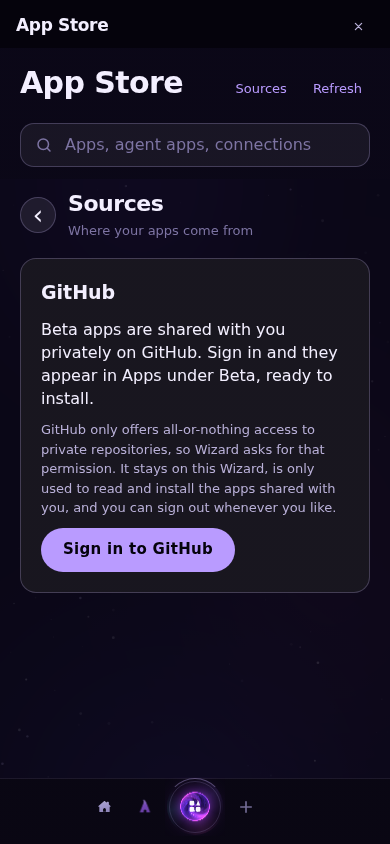 App Store
×
App Store
Sources
Refresh
Apps, agent apps, connections
Sources
Where your apps come from
GitHub
Beta apps are shared with you
privately on GitHub. Sign in and they
appear in Apps under Beta, ready to
install.
GitHub only offers all-or-nothing access to
private repositories, so Wizard asks for that
permission. It stays on this Wizard, is only
used to read and install the apps shared with
you, and you can sign out whenever you like.
Sign in to GitHub